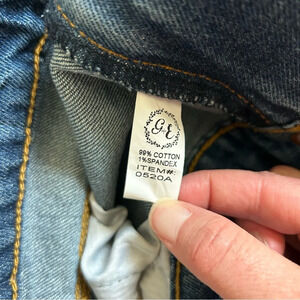 G&E
99% COTTON
1%SPANDEX
ITEM#:
0520A